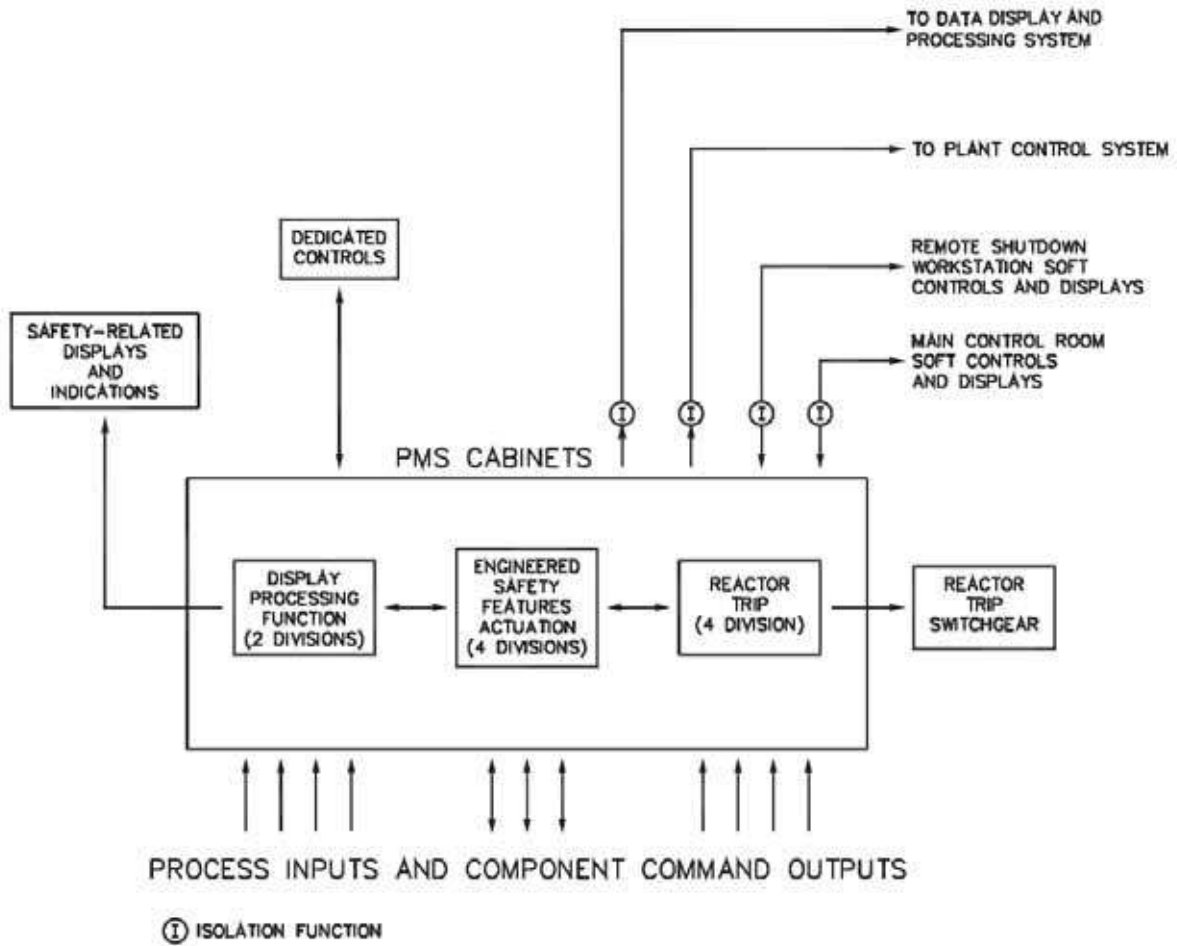 TO DATA DISPLAY AND
PROCESSING SYSTEM
TO PLANT CONTROL SYSTEM
DEDICATED
CONTROLS
REMOTE SHUTDOWN
WORKSTATION SOFT
CONTROLS AND DISPLAYS
SAFETY-RELATED
DISPLAYS
AND
INDICATIONS
MAIN CONTROL ROOM
SOFT CONTROLS
AND DISPLAYS
I
I
I
I
PMS CABINETS
DISPLAY
PROCESSING
FUNCTION
(2 DIVISIONS)
ENGINEERED
SAFETY
FEATURES
ACTUATION
(4 DIVISIONS)
REACTOR
TRIP
(4 DIVISION)
REACTOR
TRIP
SWITCHGEAR
PROCESS INPUTS AND COMPONENT COMMAND OUTPUTS
I ISOLATION FUNCTION